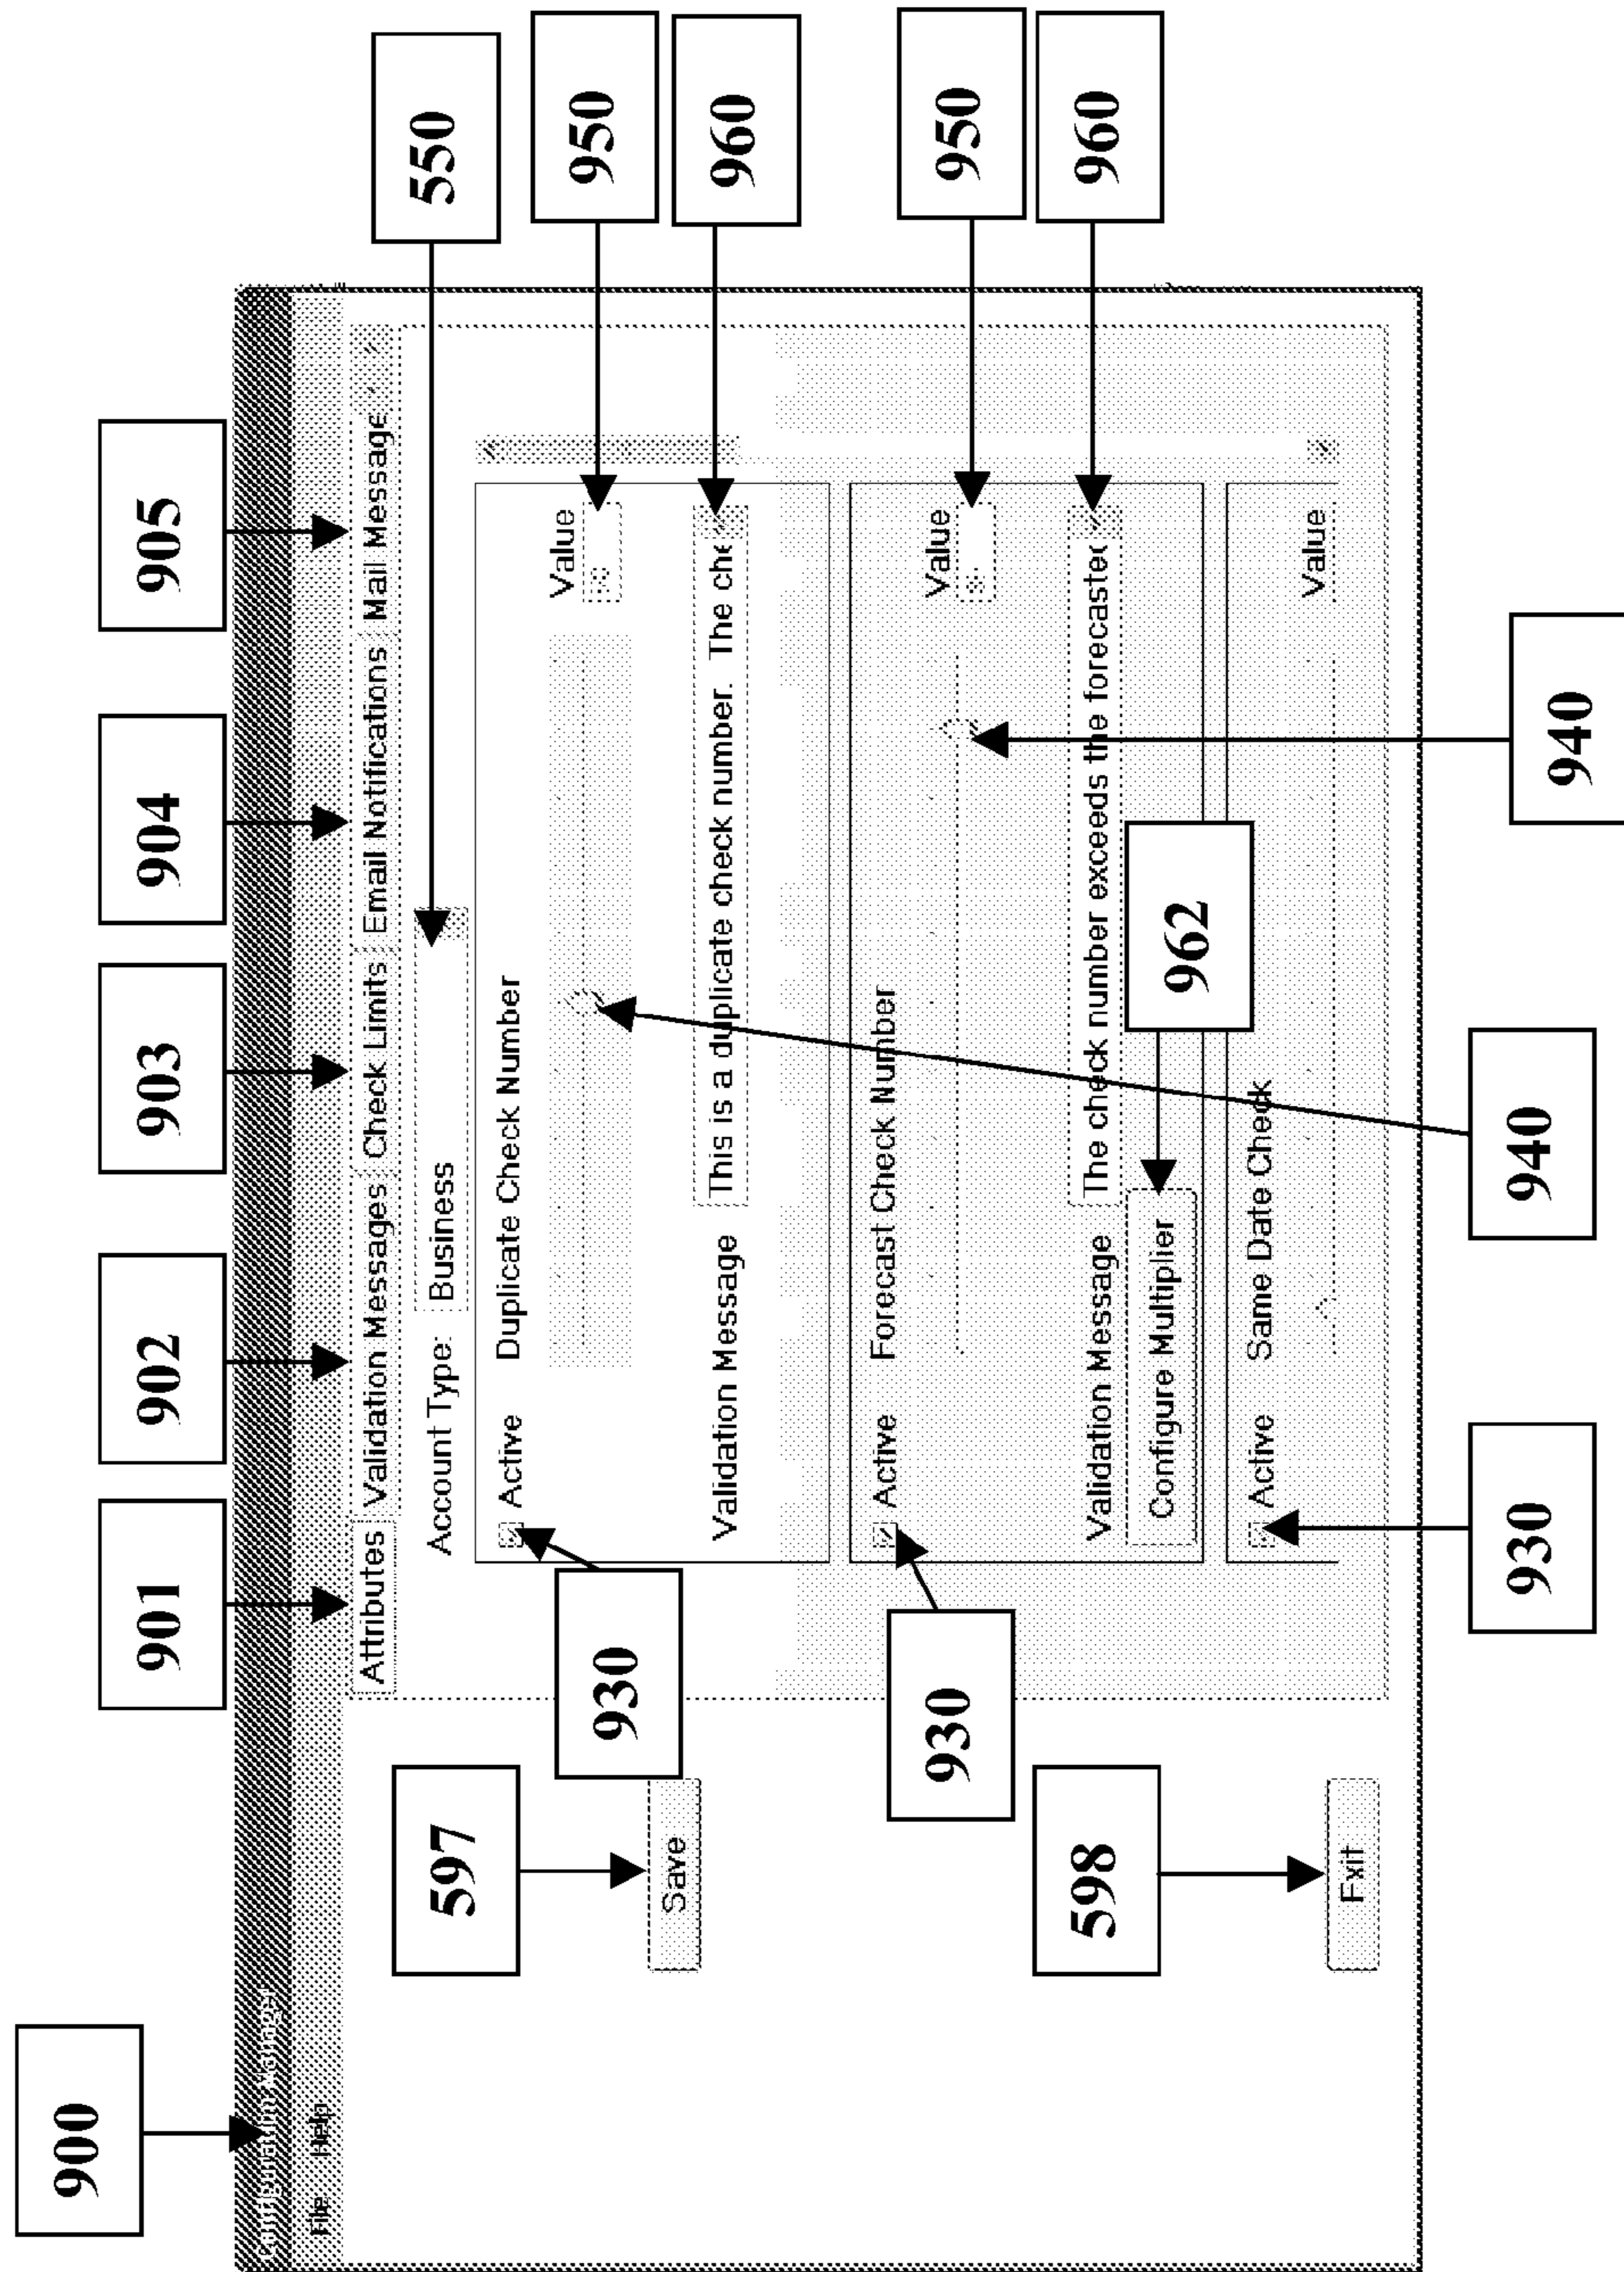 900
901
902
903
904
905
Configuration Manager
File Help
Attributes Validation Messages Check Limits Email Notifications Mail Message
597
Account Type: Business
550
Active Duplicate Check Number
Value
950
930
Save
Validation Message This is a duplicate check number. The che
960
Active Forecast Check Number
Value
950
930
598
Validation Message The check number exceeds the forecasted
960
Configure Multiplier
962
Active Same Date Check
Value
Exit
930
940
940